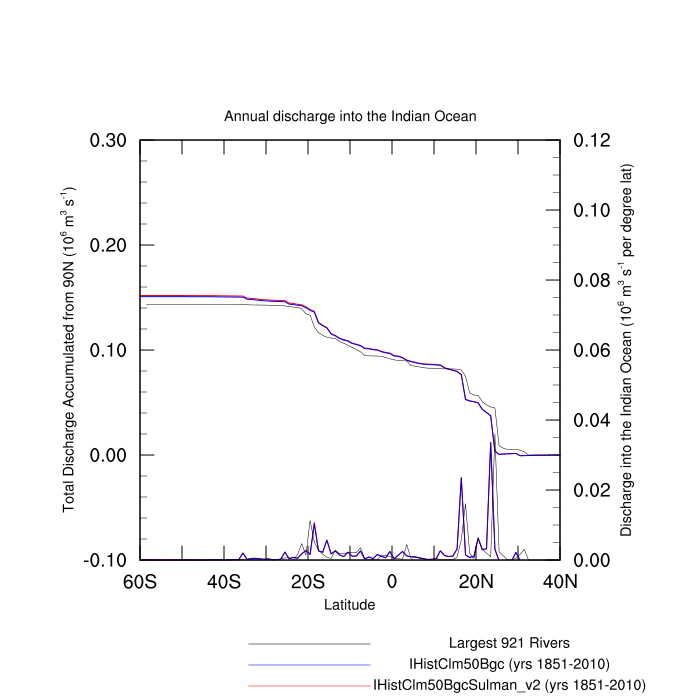 Annual discharge into the Indian Ocean
Total Discharge Accumulated from 90N (10⁶ m³ s⁻¹)
0.30
0.20
0.10
0.00
-0.10
0.12
0.10
0.08
0.06
0.04
0.02
0.00
Discharge into the Indian Ocean (10⁶ m³ s⁻¹ per degree lat)
60S 40S 20S 0 20N 40N
Latitude
Largest 921 Rivers
IHistClm50Bgc (yrs 1851-2010)
IHistClm50BgcSulman_v2 (yrs 1851-2010)